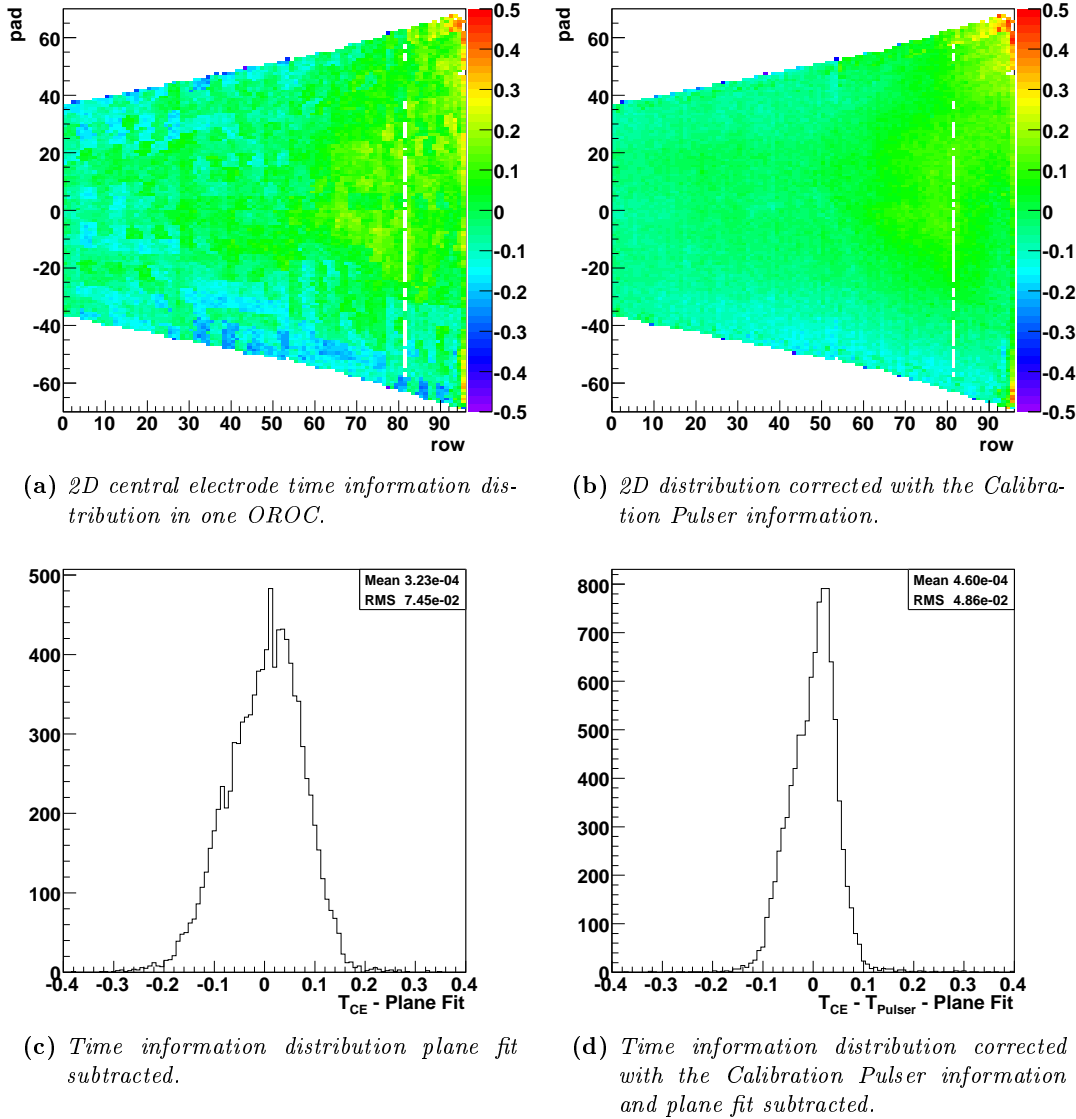 pad
60
40
20
0
-20
-40
-60
0 10 20 30 40 50 60 70 80 90
row
0.5
0.4
0.3
0.2
0.1
0
-0.1
-0.2
-0.3
-0.4
-0.5
(a) 2D central electrode time information dis-
tribution in one OROC.
pad
60
40
20
0
-20
-40
-60
0 10 20 30 40 50 60 70 80 90
row
0.5
0.4
0.3
0.2
0.1
0
-0.1
-0.2
-0.3
-0.4
-0.5
(b) 2D distribution corrected with the Calibra-
tion Pulser information.
500
400
300
200
100
0
Mean 3.23e-04
RMS 7.45e-02
-0.4 -0.3 -0.2 -0.1 0 0.1 0.2 0.3 0.4
T_CE - Plane Fit
(c) Time information distribution plane fit
subtracted.
800
700
600
500
400
300
200
100
0
Mean 4.60e-04
RMS 4.86e-02
-0.4 -0.3 -0.2 -0.1 0 0.1 0.2 0.3 0.4
T_CE - T_Pulser - Plane Fit
(d) Time information distribution corrected
with the Calibration Pulser information
and plane fit subtracted.